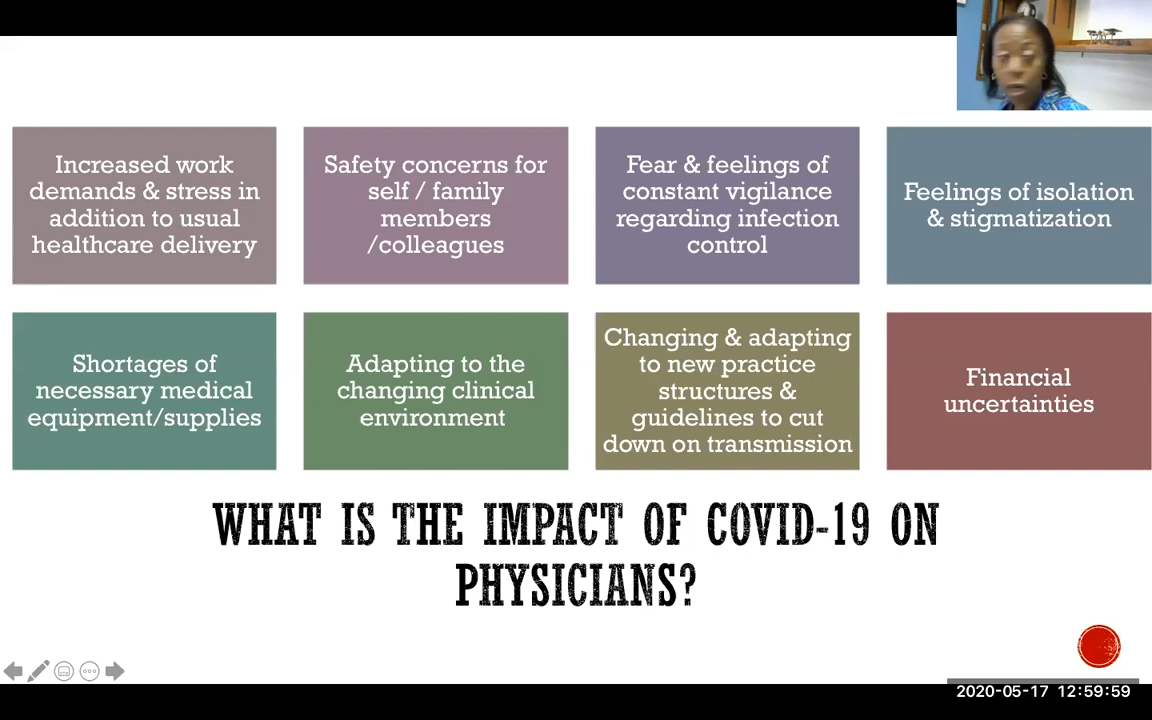 Increased work
demands & stress in
addition to usual
healthcare delivery
Safety concerns for
self / family
members
/colleagues
Fear & feelings of
constant vigilance
regarding infection
control
Feelings of isolation
& stigmatization
Shortages of
necessary medical
equipment/supplies
Adapting to the
changing clinical
environment
Changing & adapting
to new practice
structures &
guidelines to cut
down on transmission
Financial
uncertainties
WHAT IS THE IMPACT OF COVID-19 ON
PHYSICIANS?
2020-05-17 12:59:59